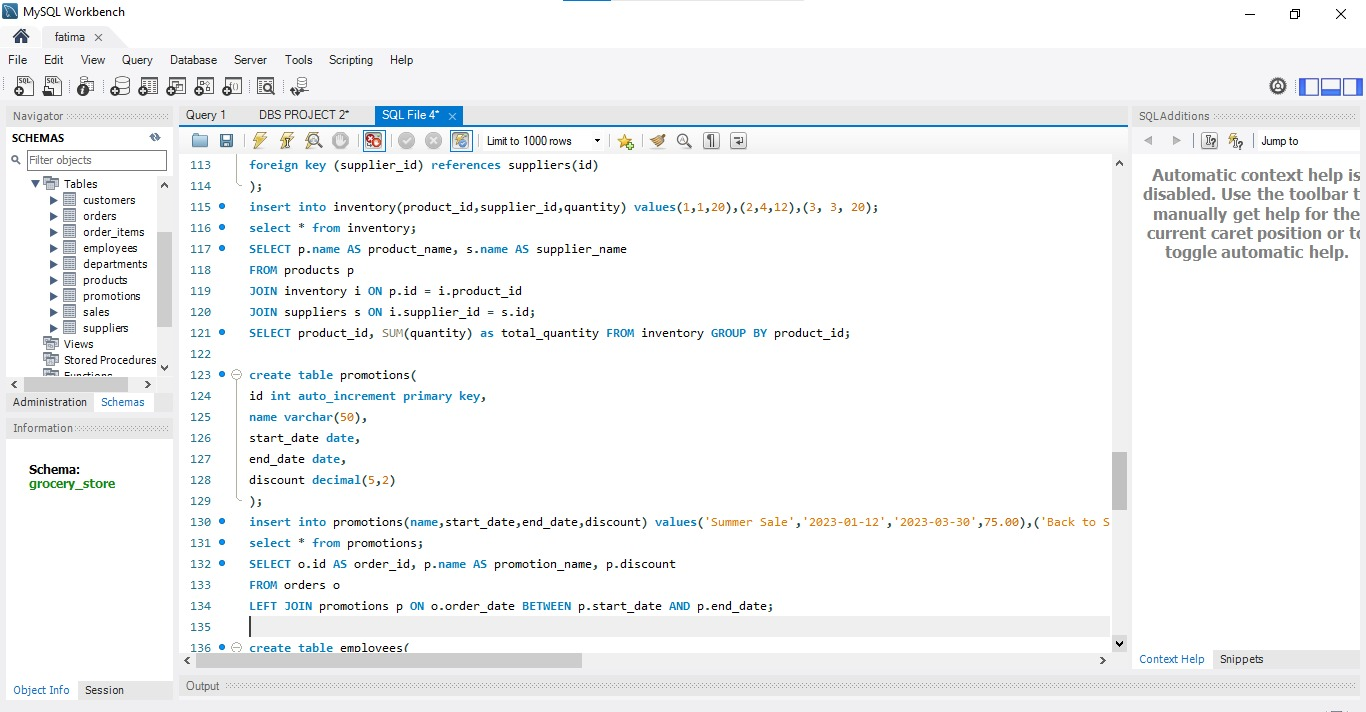 MySQL Workbench
fatima
File Edit View Query Database Server Tools Scripting Help
Navigator
SCHEMAS
Filter objects
Tables
customers
orders
order_items
employees
departments
products
promotions
sales
suppliers
Views
Stored Procedures
Functions
Administration Schemas
Information
Schema:
grocery_store
Object Info Session
Query 1 DBS PROJECT 2* SQL File 4*
Limit to 1000 rows
113 foreign key (supplier_id) references suppliers(id)
114 );
115 insert into inventory(product_id,supplier_id,quantity) values(1,1,20),(2,4,12),(3, 3, 20);
116 select * from inventory;
117 SELECT p.name AS product_name, s.name AS supplier_name
118 FROM products p
119 JOIN inventory i ON p.id = i.product_id
120 JOIN suppliers s ON i.supplier_id = s.id;
121 SELECT product_id, SUM(quantity) as total_quantity FROM inventory GROUP BY product_id;
122
123 create table promotions(
124 id int auto_increment primary key,
125 name varchar(50),
126 start_date date,
127 end_date date,
128 discount decimal(5,2)
129 );
130 insert into promotions(name,start_date,end_date,discount) values('Summer Sale','2023-01-12','2023-03-30',75.00),('Back to S
131 select * from promotions;
132 SELECT o.id AS order_id, p.name AS promotion_name, p.discount
133 FROM orders o
134 LEFT JOIN promotions p ON o.order_date BETWEEN p.start_date AND p.end_date;
135
136 create table employees(
Output
SQLAdditions
Jump to
Automatic context help is
disabled. Use the toolbar t
manually get help for the
current caret position or to
toggle automatic help.
Context Help Snippets